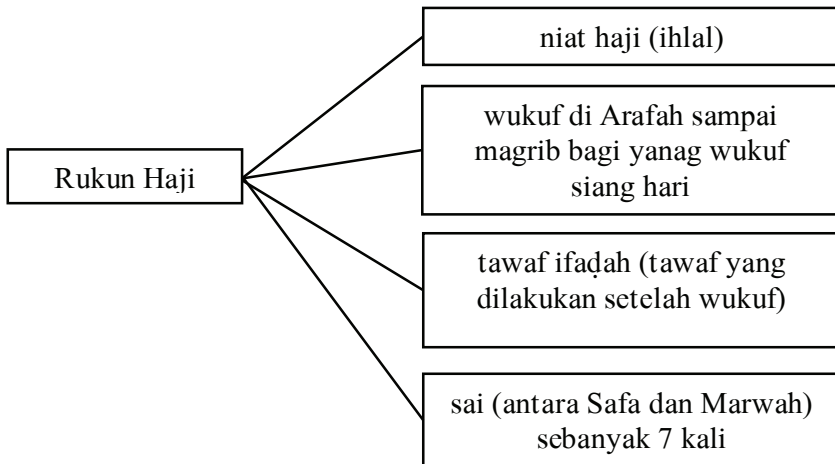 Rukun Haji
niat haji (ihlal)
wukuf di Arafah sampai
magrib bagi yanag wukuf
siang hari
tawaf ifaḍah (tawaf yang
dilakukan setelah wukuf)
sai (antara Safa dan Marwah)
sebanyak 7 kali